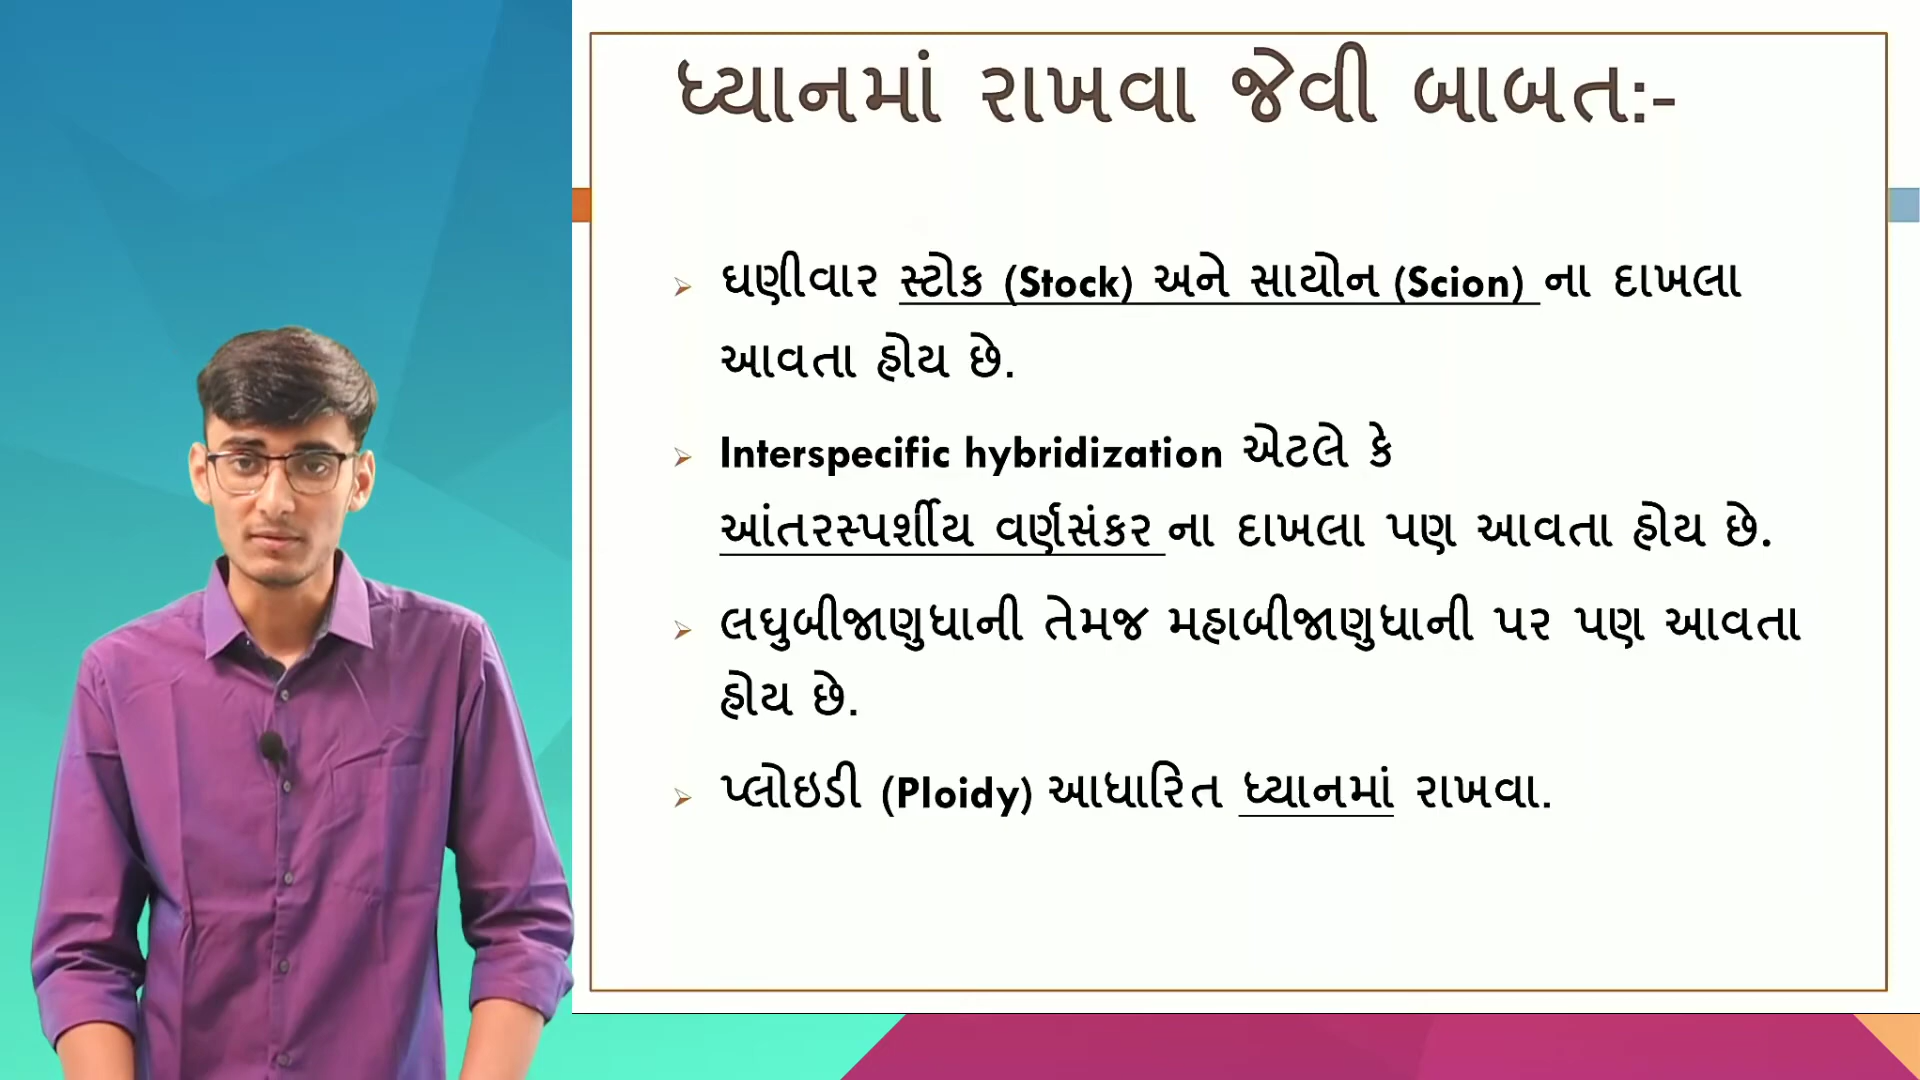 ધ્યાનમાં રાખવા જેવી બાબત:-
ઘણીવાર સ્ટોક (Stock) અને સાયોન (Scion) ના દાખલા
આવતા હોય છે.
Interspecific hybridization એટલે કે
આંતરસ્પર્શીય વર્ણસંકર ના દાખલા પણ આવતા હોય છે.
લઘુબીજાણુધાની તેમજ મહાબીજાણુધાની પર પણ આવતા
હોય છે.
પ્લોઇડી (Ploidy) આધારિત ધ્યાનમાં રાખવા.